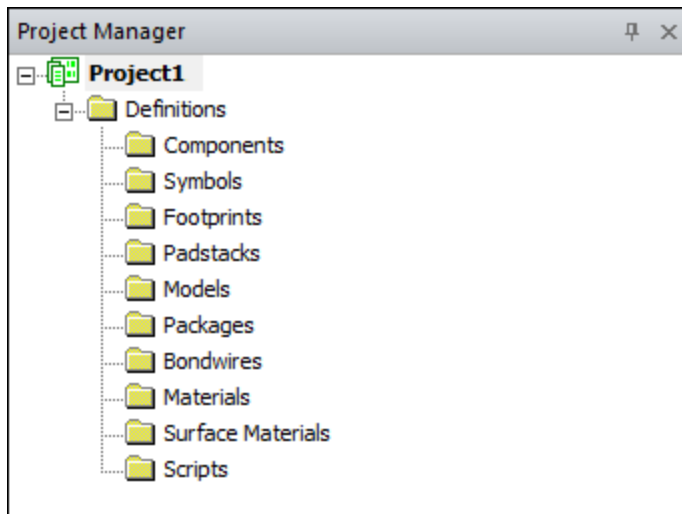 Project Manager
Project1
Definitions
Components
Symbols
Footprints
Padstacks
Models
Packages
Bondwires
Materials
Surface Materials
Scripts